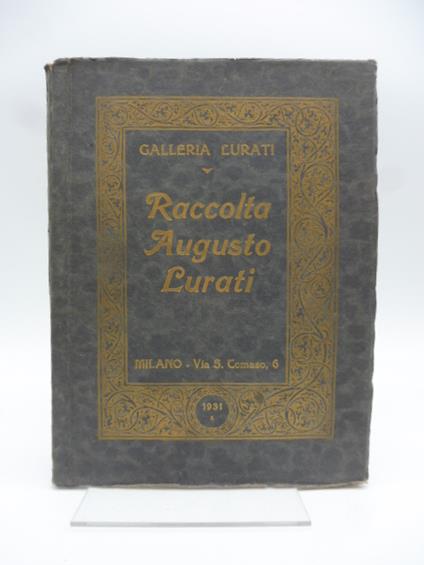 GALLERIA LURATI
Raccolta
Augusto
Lurati
MILANO - Via S. Tomaso, 6
1931